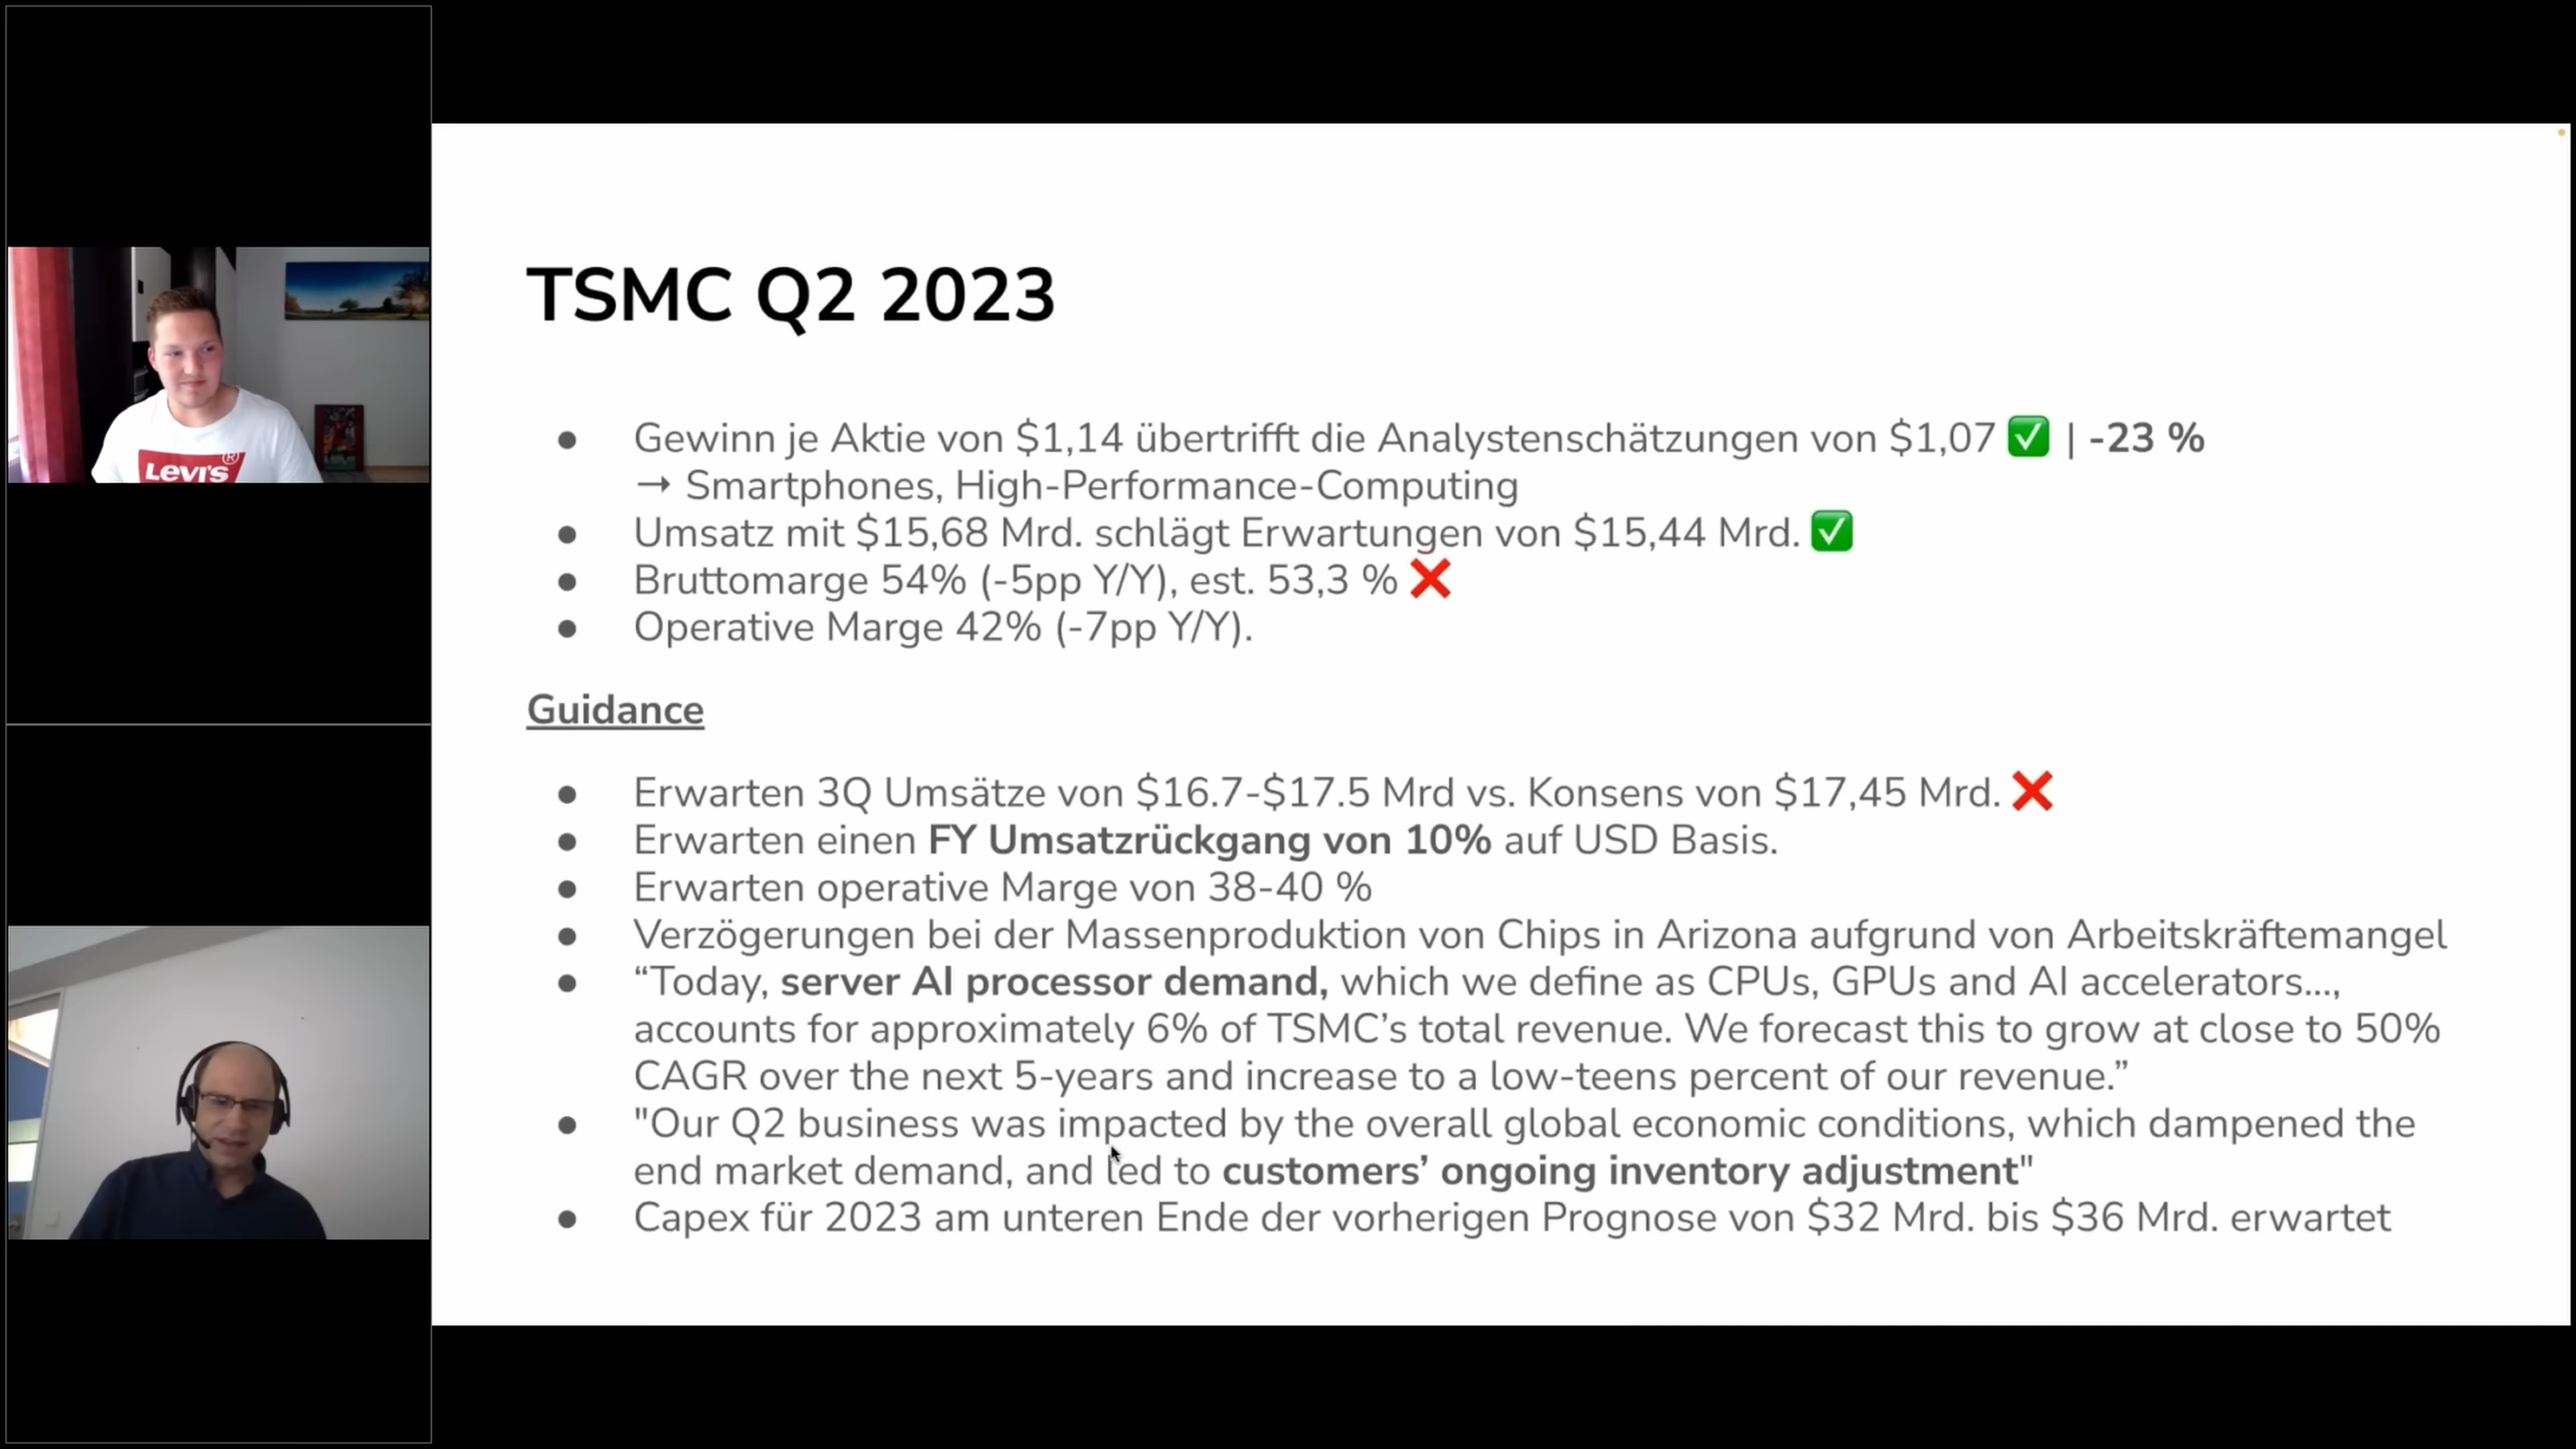 LEVI'S ®
TSMC Q2 2023
● Gewinn je Aktie von $1,14 übertrifft die Analystenschätzungen von $1,07 ✅ | -23 %
→ Smartphones, High-Performance-Computing
● Umsatz mit $15,68 Mrd. schlägt Erwartungen von $15,44 Mrd. ✅
● Bruttomarge 54% (-5pp Y/Y), est. 53,3 % ❌
● Operative Marge 42% (-7pp Y/Y).
Guidance
● Erwarten 3Q Umsätze von $16.7-$17.5 Mrd vs. Konsens von $17,45 Mrd. ❌
● Erwarten einen FY Umsatzrückgang von 10% auf USD Basis.
● Erwarten operative Marge von 38-40 %
● Verzögerungen bei der Massenproduktion von Chips in Arizona aufgrund von Arbeitskräftemangel
● “Today, server AI processor demand, which we define as CPUs, GPUs and AI accelerators...,
accounts for approximately 6% of TSMC’s total revenue. We forecast this to grow at close to 50%
CAGR over the next 5-years and increase to a low-teens percent of our revenue.”
● "Our Q2 business was impacted by the overall global economic conditions, which dampened the
end market demand, and led to customers’ ongoing inventory adjustment"
● Capex für 2023 am unteren Ende der vorherigen Prognose von $32 Mrd. bis $36 Mrd. erwartet